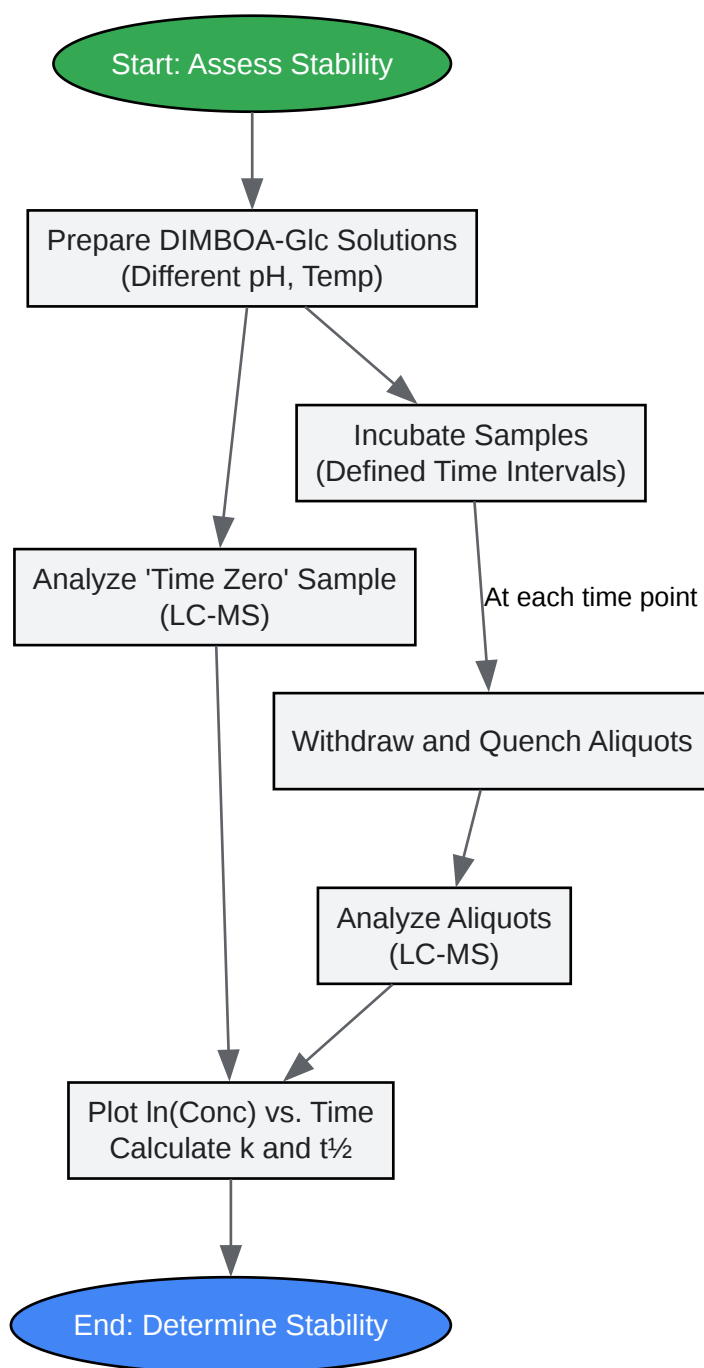 Start: Assess Stability
Prepare DIMBOA-Glc Solutions
(Different pH, Temp)
Incubate Samples
(Defined Time Intervals)
Analyze 'Time Zero' Sample
(LC-MS)
At each time point
Withdraw and Quench Aliquots
Analyze Aliquots
(LC-MS)
Plot ln(Conc) vs. Time
Calculate k and t½
End: Determine Stability